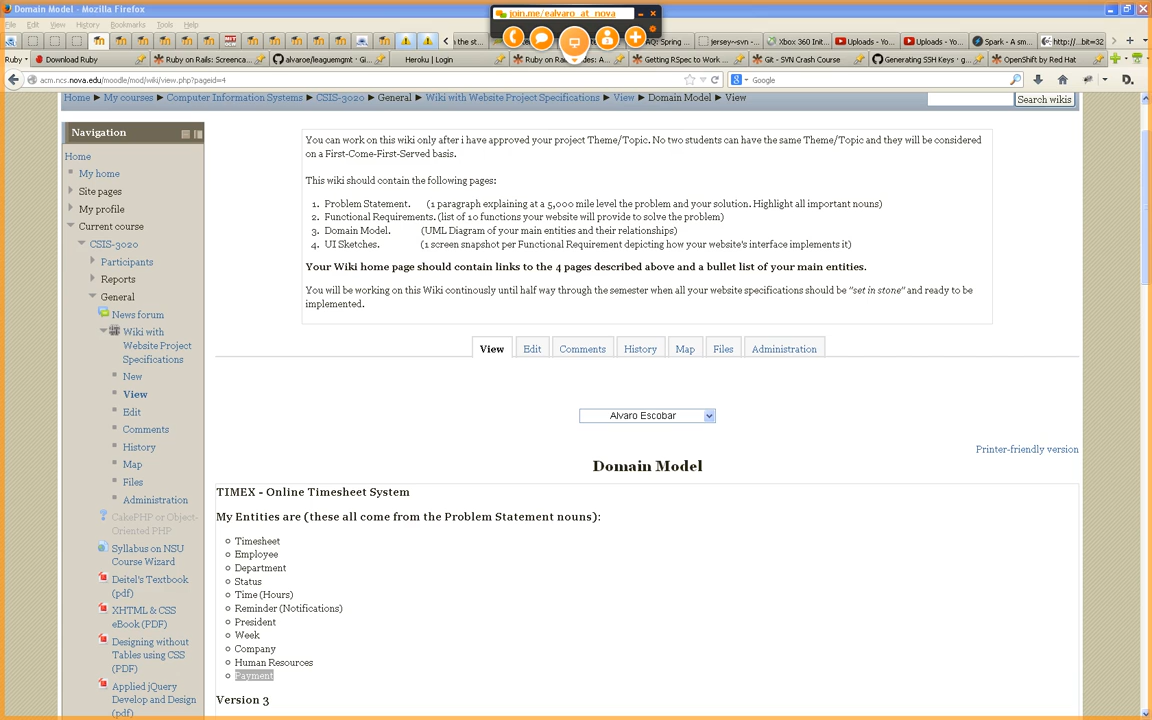 Domain Model - Mozilla Firefox
File Edit View History Bookmarks Tools Help
join.me/ealvaro_at_nova
Ruby Download Ruby Ruby on Rails: Screenca... alvaroe/leaguemgmt · Gi... Heroku | Login Ruby on Rails: Getting RSpec to Work ... Git - SVN Crash Course Generating SSH Keys · g... OpenShift by Red Hat
AQ: Spring ... jersey~svn - ... Xbox 360 Init... Uploads - Yo... Uploads - Yo... Spark - A sm... http:/...bit=32
acm.ncs.nova.edu/moodle/mod/wiki/view.php?pageid=4
Google
Home ► My courses ► Computer Information Systems ► CSIS-3020 ► General ► Wiki with Website Project Specifications ► View ► Domain Model ► View
Search wikis
Navigation
Home
My home
Site pages
My profile
Current course
CSIS-3020
Participants
Reports
General
News forum
Wiki with
Website Project
Specifications
New
View
Edit
Comments
History
Map
Files
Administration
CakePHP or Object-
Oriented PHP
Syllabus on NSU
Course Wizard
Deitel's Textbook
(pdf)
XHTML & CSS
eBook (PDF)
Designing without
Tables using CSS
(PDF)
Applied jQuery
Develop and Design
(pdf)
You can work on this wiki only after i have approved your project Theme/Topic. No two students can have the same Theme/Topic and they will be considered
on a First-Come-First-Served basis.
This wiki should contain the following pages:
1. Problem Statement. (1 paragraph explaining at a 5,000 mile level the problem and your solution. Highlight all important nouns)
2. Functional Requirements. (list of 10 functions your website will provide to solve the problem)
3. Domain Model. (UML Diagram of your main entities and their relationships)
4. UI Sketches. (1 screen snapshot per Functional Requirement depicting how your website's interface implements it)
Your Wiki home page should contain links to the 4 pages described above and a bullet list of your main entities.
You will be working on this Wiki continously until half way through the semester when all your website specifications should be "set in stone" and ready to be
implemented.
View Edit Comments History Map Files Administration
Alvaro Escobar
Printer-friendly version
Domain Model
TIMEX - Online Timesheet System
My Entities are (these all come from the Problem Statement nouns):
Timesheet
Employee
Department
Status
Time (Hours)
Reminder (Notifications)
President
Week
Company
Human Resources
Payment
Version 3